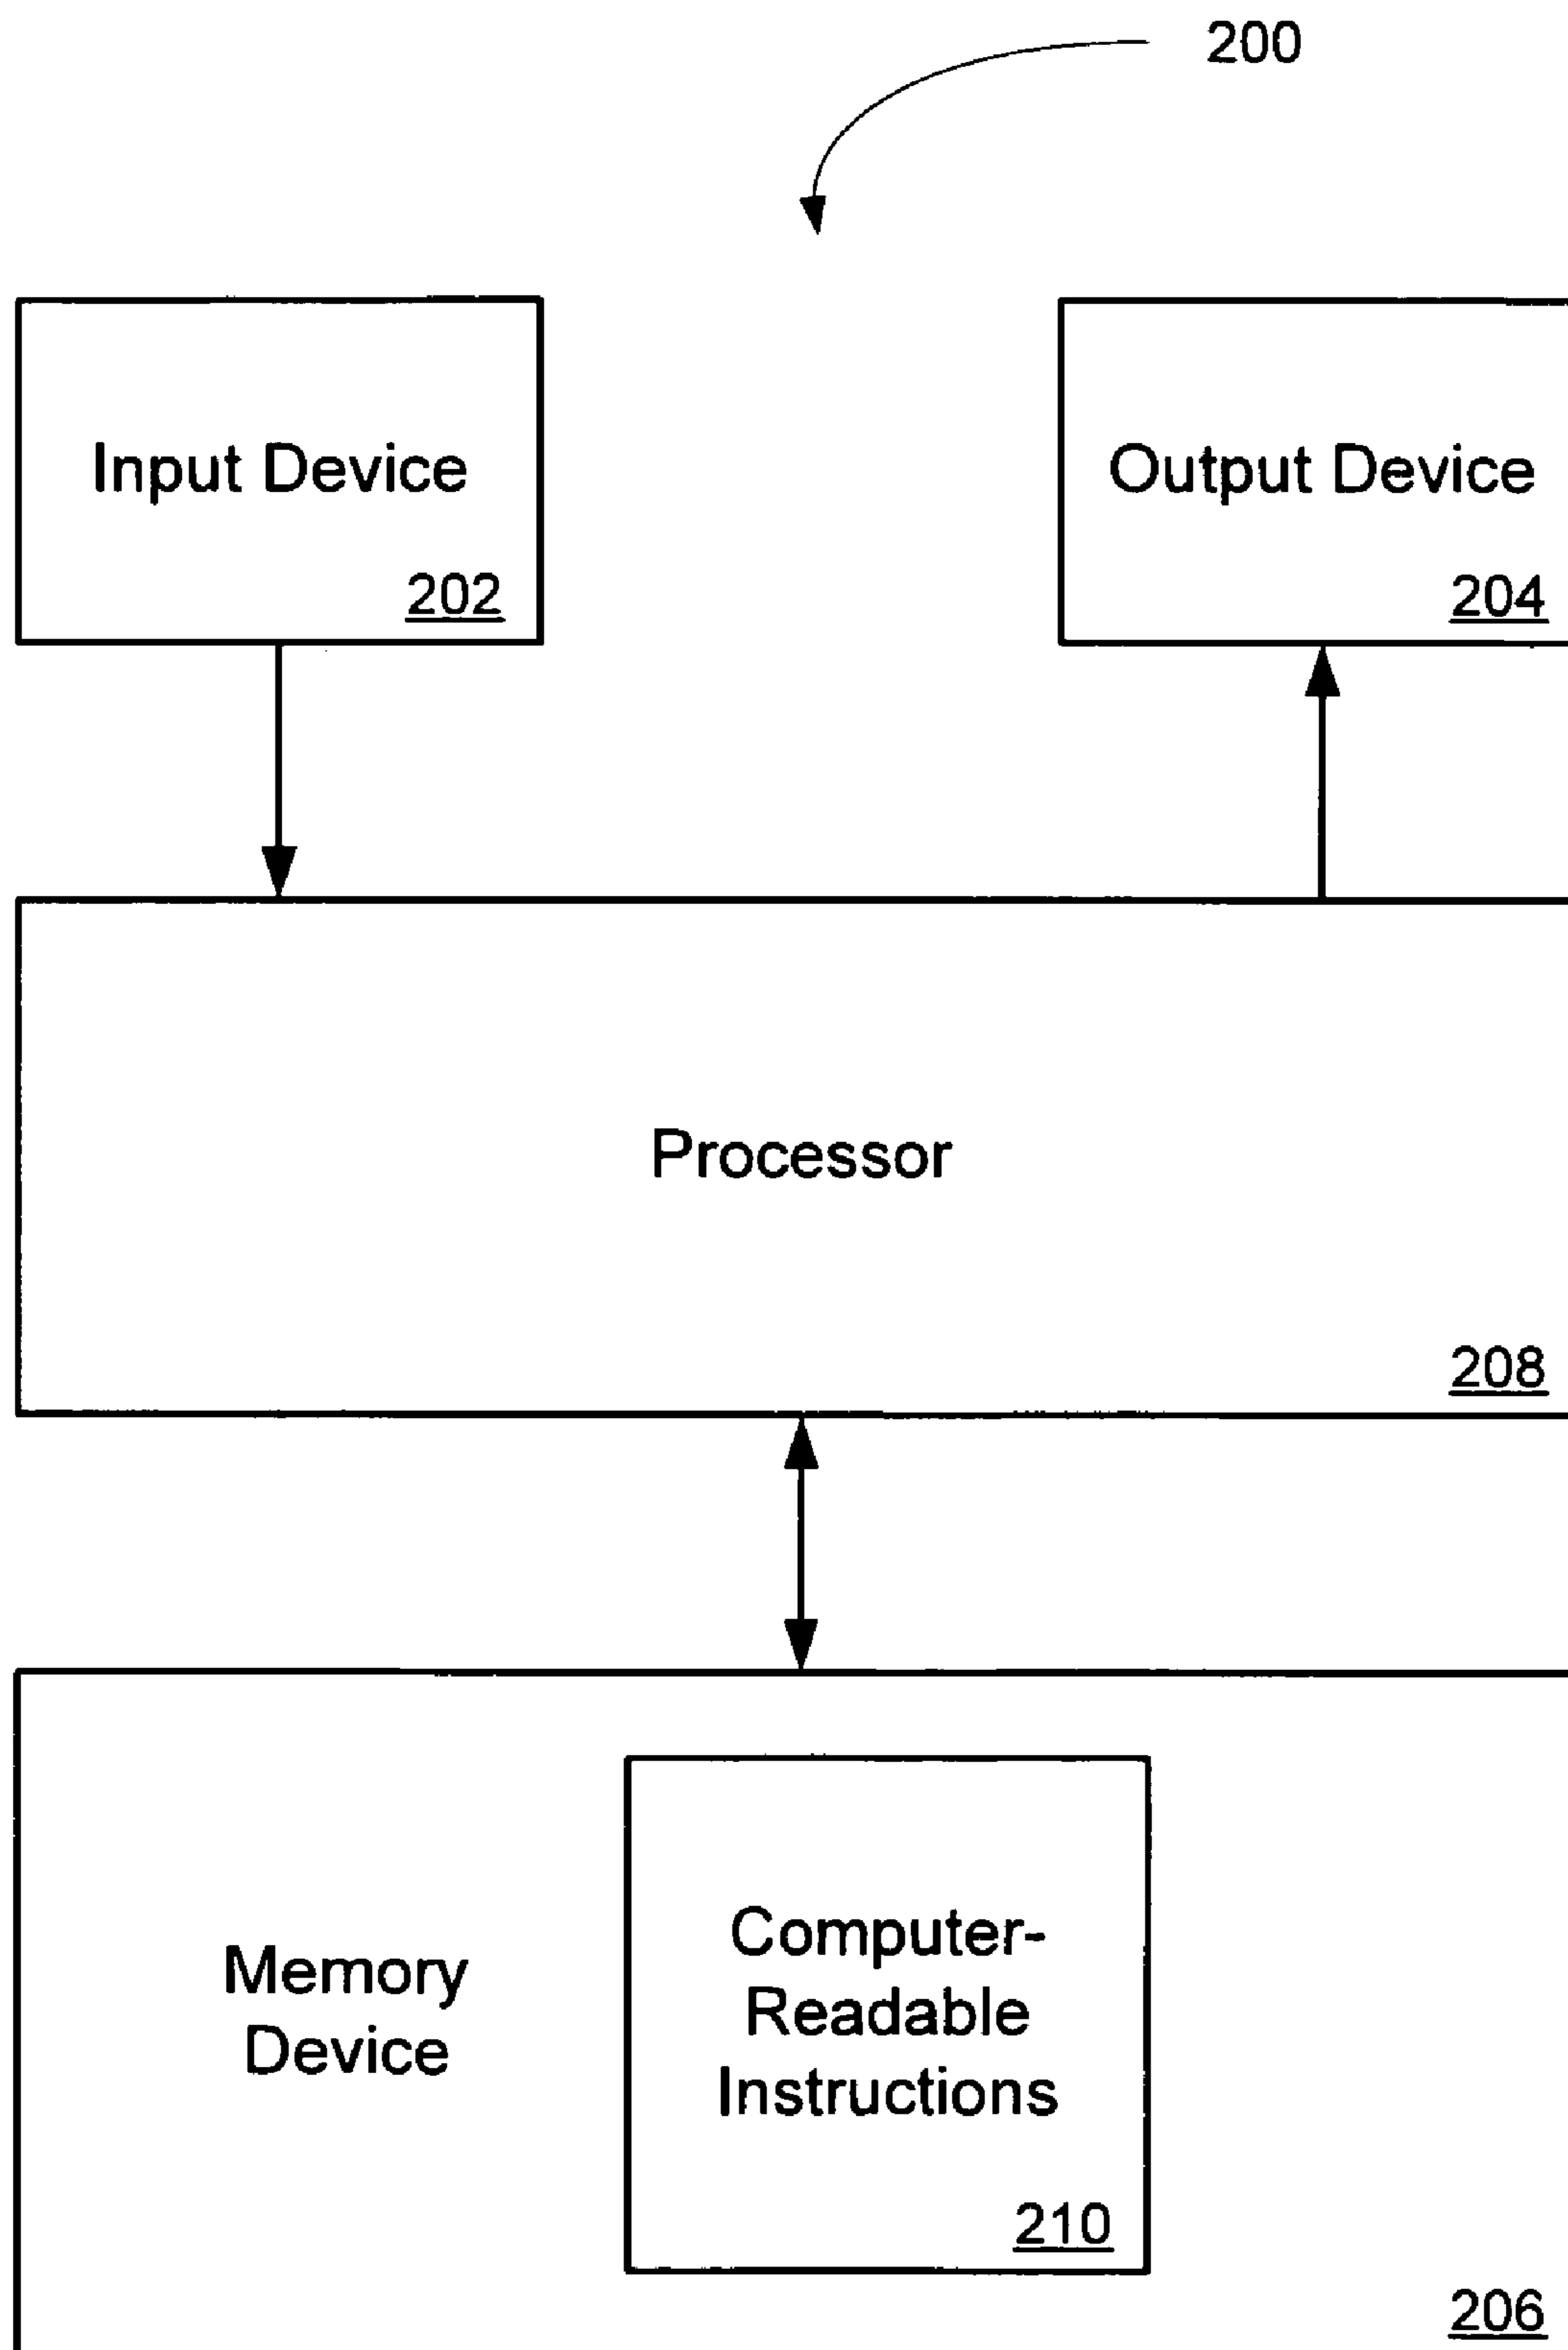 200
Input Device
202
Output Device
204
Processor
208
Memory
Device
Computer-
Readable
Instructions
210
206